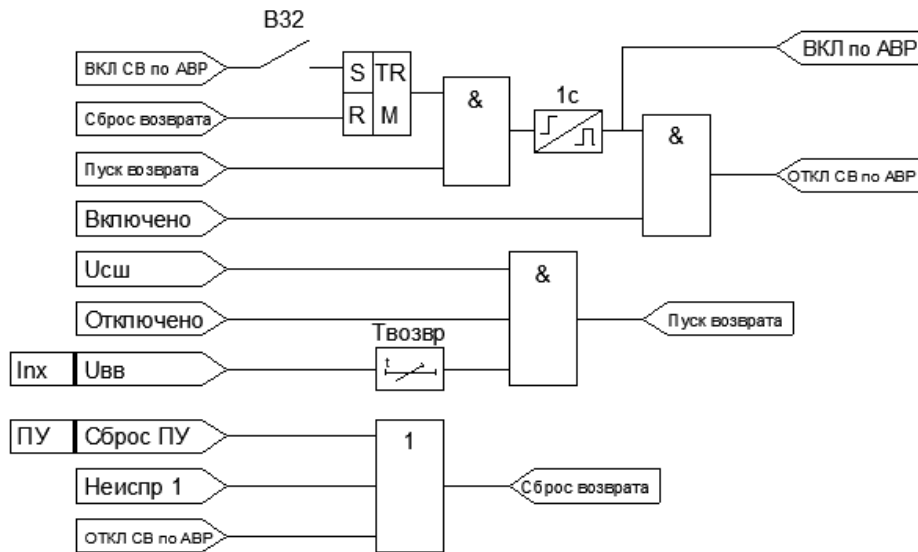 В32
ВКЛ СВ по АВР
S TR
ВКЛ по АВР
&
1с
Сброс возврата
R M
&
Пуск возврата
ОТКЛ СВ по АВР
Включено
Uсш
&
Отключено
Пуск возврата
Твозвр
t
Inx Uвв
ПУ Сброс ПУ
1
Неиспр 1
Сброс возврата
ОТКЛ СВ по АВР